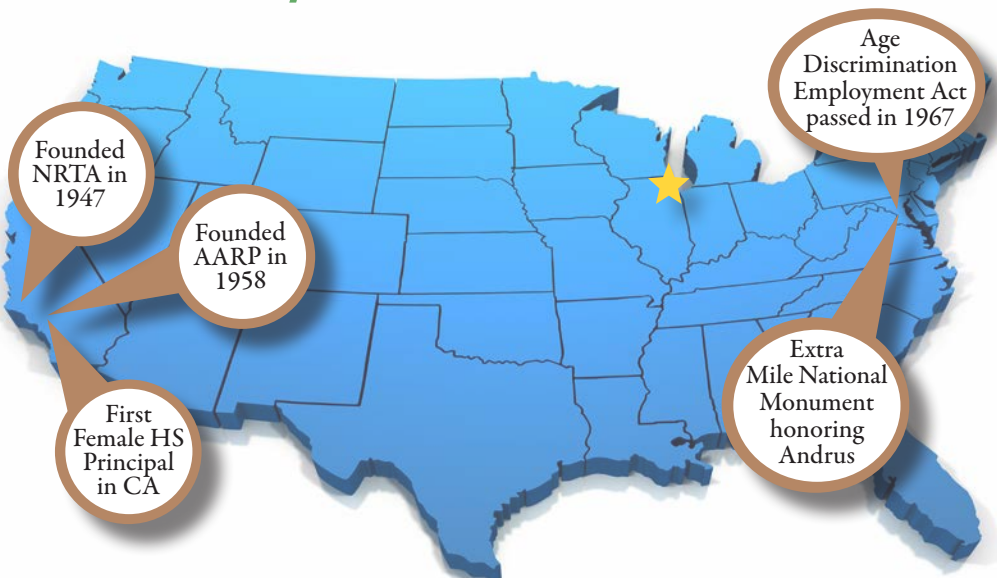 Founded
NRTA in
1947
Founded
AARP in
1958
First
Female HS
Principal
in CA
Age
Discrimination
Employment Act
passed in 1967
Extra
Mile National
Monument
honoring
Andrus